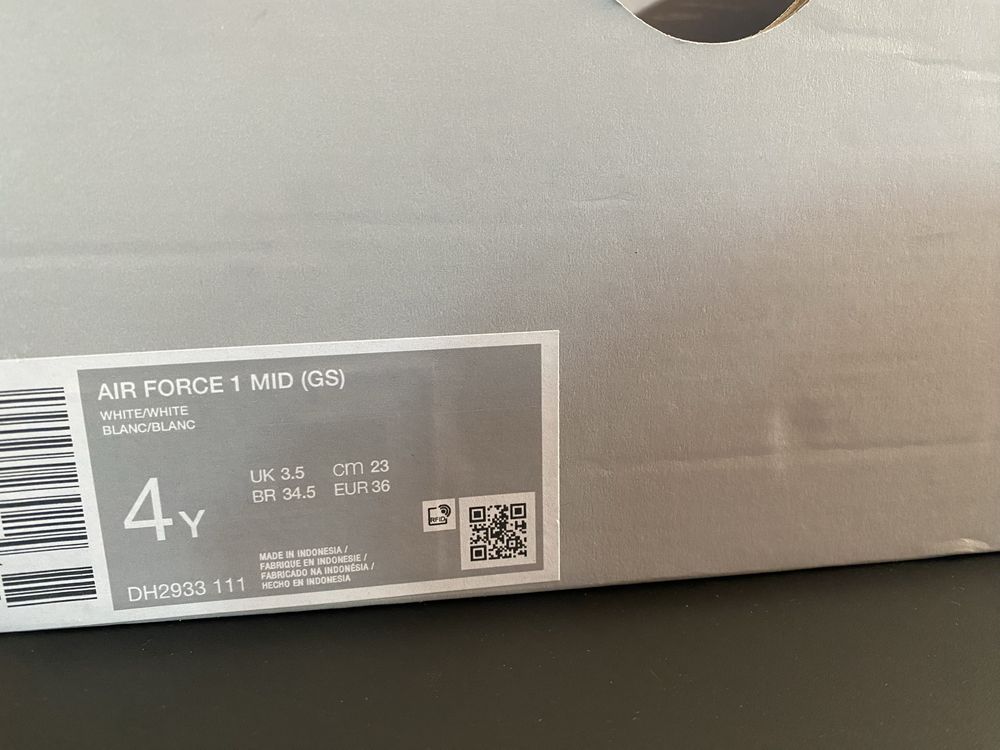 AIR FORCE 1 MID (GS)
WHITE/WHITE
BLANC/BLANC
4Y
UK 3.5 cm 23
BR 34.5 EUR 36
RFID
MADE IN INDONESIA /
FABRIQUE EN INDONESIE /
FABRICADO NA INDONÉSIA /
HECHO EN INDONESIA
DH2933 111